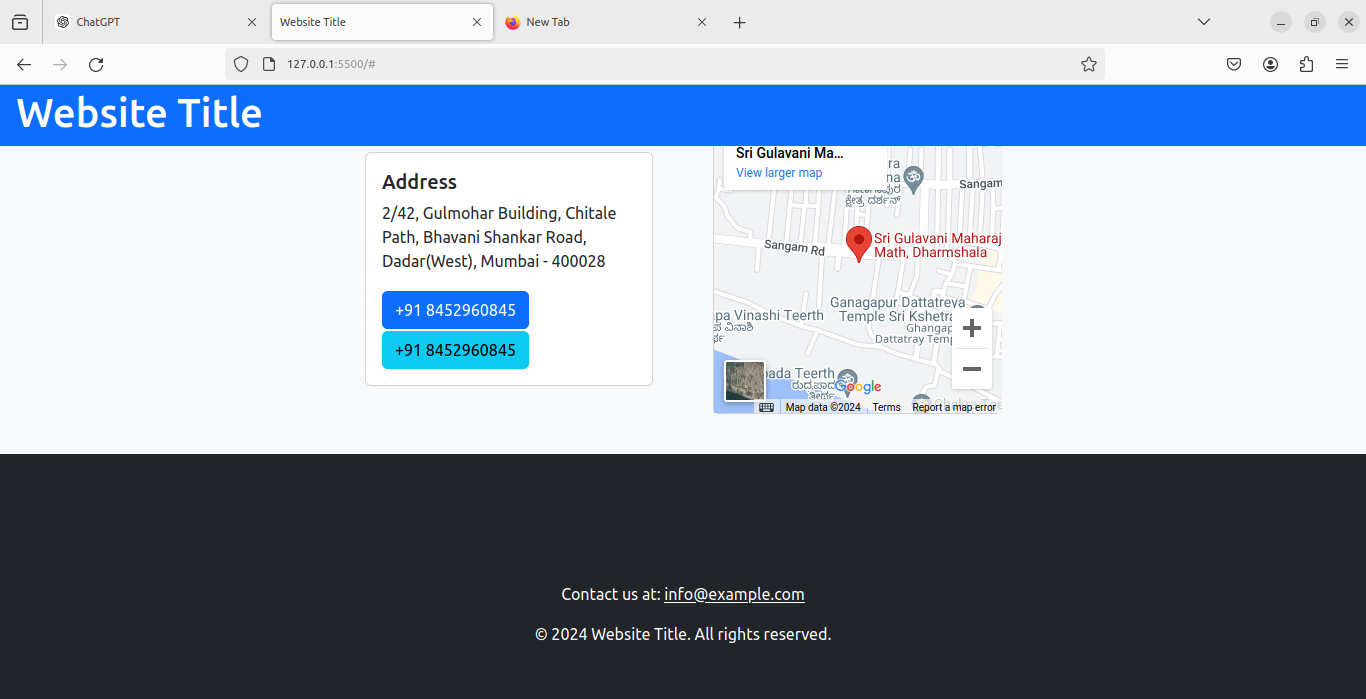 ChatGPT
Website Title
New Tab
127.0.0.1:5500/#
Website Title
Address
2/42, Gulmohar Building, Chitale
Path, Bhavani Shankar Road,
Dadar(West), Mumbai - 400028
+91 8452960845
+91 8452960845
Sri Gulavani Ma...
View larger map
ಕ್ಷೇತ್ರ ದರ್ಶನ್
Sangam
Sangam Rd
Sri Gulavani Maharaj
Math, Dharmshala
Ganagapur Dattatreya
Temple Sri Kshetra
Ghangap
Dattatray Temp
pa Vinashi Teerth
ಪ ವಿನಾಶಿ
ರ್ಥ
pada Teerth
ರುದ್ರಪಾದ
ತೀರ್ಥ
Google
Chakra Tee
Map data ©2024
Terms
Report a map error
Contact us at: info@example.com
© 2024 Website Title. All rights reserved.